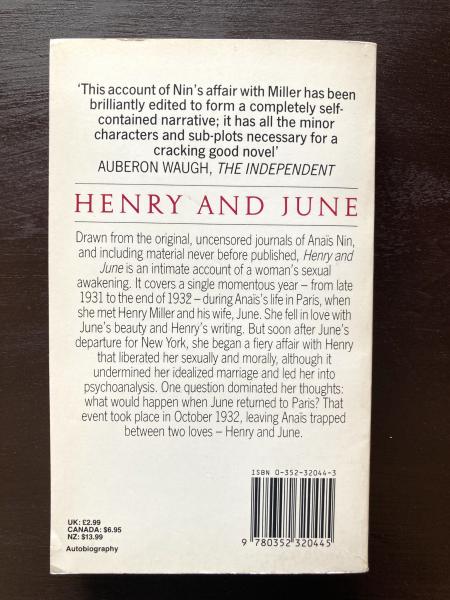 ‘This account of Nin’s affair with Miller has been
brilliantly edited to form a completely self-
contained narrative; it has all the minor
characters and sub-plots necessary for a
cracking good novel’
AUBERON WAUGH, THE INDEPENDENT
HENRY AND JUNE
Drawn from the original, uncensored journals of Anaïs Nin,
and including material never before published, Henry and
June is an intimate account of a woman’s sexual
awakening. It covers a single momentous year – from late
1931 to the end of 1932 – during Anaïs’s life in Paris, when
she met Henry Miller and his wife, June. She fell in love with
June’s beauty and Henry’s writing. But soon after June’s
departure for New York, she began a fiery affair with Henry
that liberated her sexually and morally, although it
undermined her idealized marriage and led her into
psychoanalysis. One question dominated her thoughts:
what would happen when June returned to Paris? That
event took place in October 1932, leaving Anaïs trapped
between two loves – Henry and June.
ISBN 0-352-32044-3
UK: £2.99
CANADA: $6.95
NZ: $13.99
Autobiography
9 780352 320445